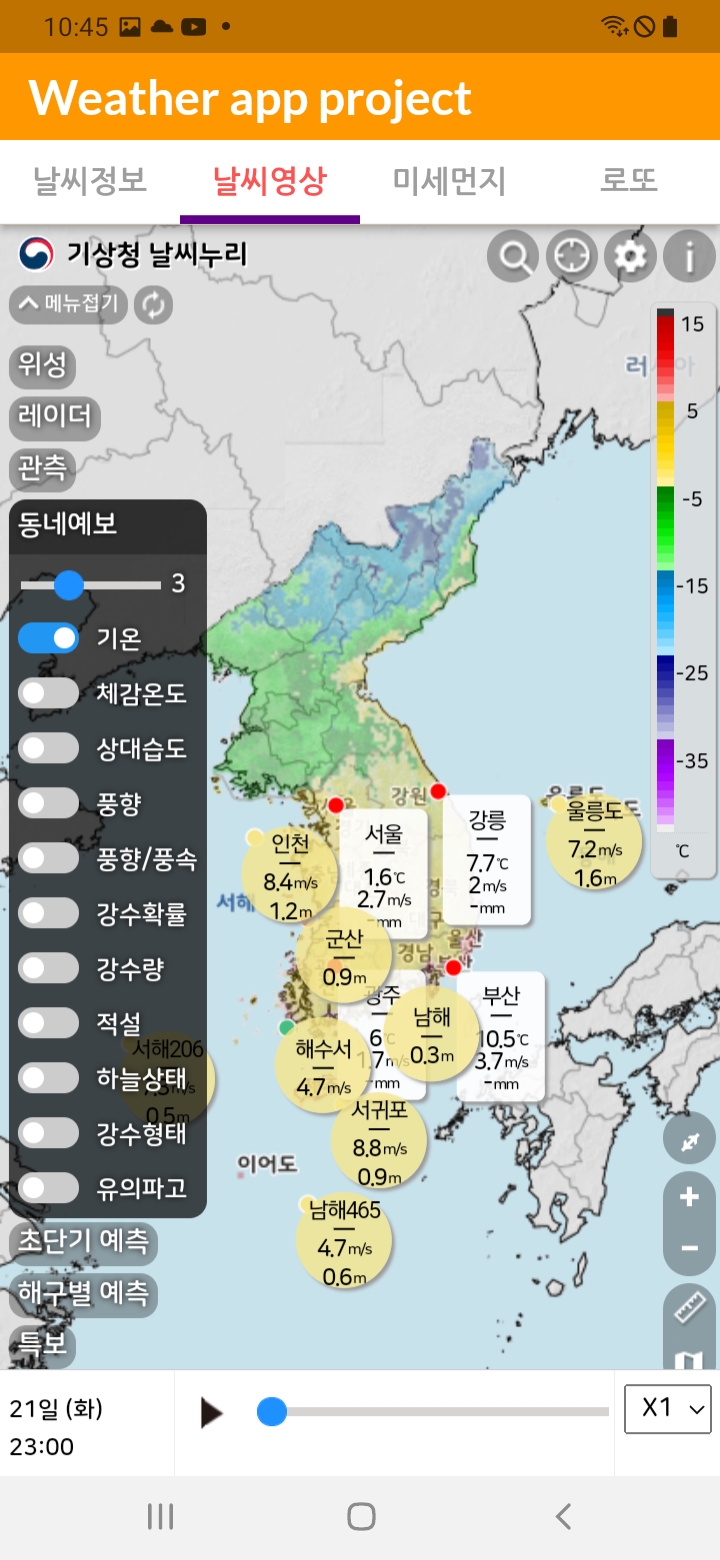 10:45
Weather app project
날씨정보
날씨영상
미세먼지
로또
기상청 날씨누리
메뉴접기
위성
레이더
관측
동네예보
3
기온
체감온도
상대습도
풍향
풍향/풍속
강수확률
강수량
적설
하늘상태
강수형태
유의파고
초단기 예측
해구별 예측
특보
15
5
-5
-15
-25
-35
℃
강원
서해
인천
8.4m/s
1.2m
서울
1.6℃
2.7m/s
-mm
강릉
7.7℃
2m/s
-mm
울릉도
7.2m/s
1.6m
군산
0.9m
경남
울산
광주
6℃
1.7m/s
-mm
남해
0.3m
부산
10.5℃
3.7m/s
-mm
해수서
4.7m/s
서해206
7.3m/s
0.5m
서귀포
8.8m/s
0.9m
이어도
남해465
4.7m/s
0.6m
21일 (화)
23:00
X1